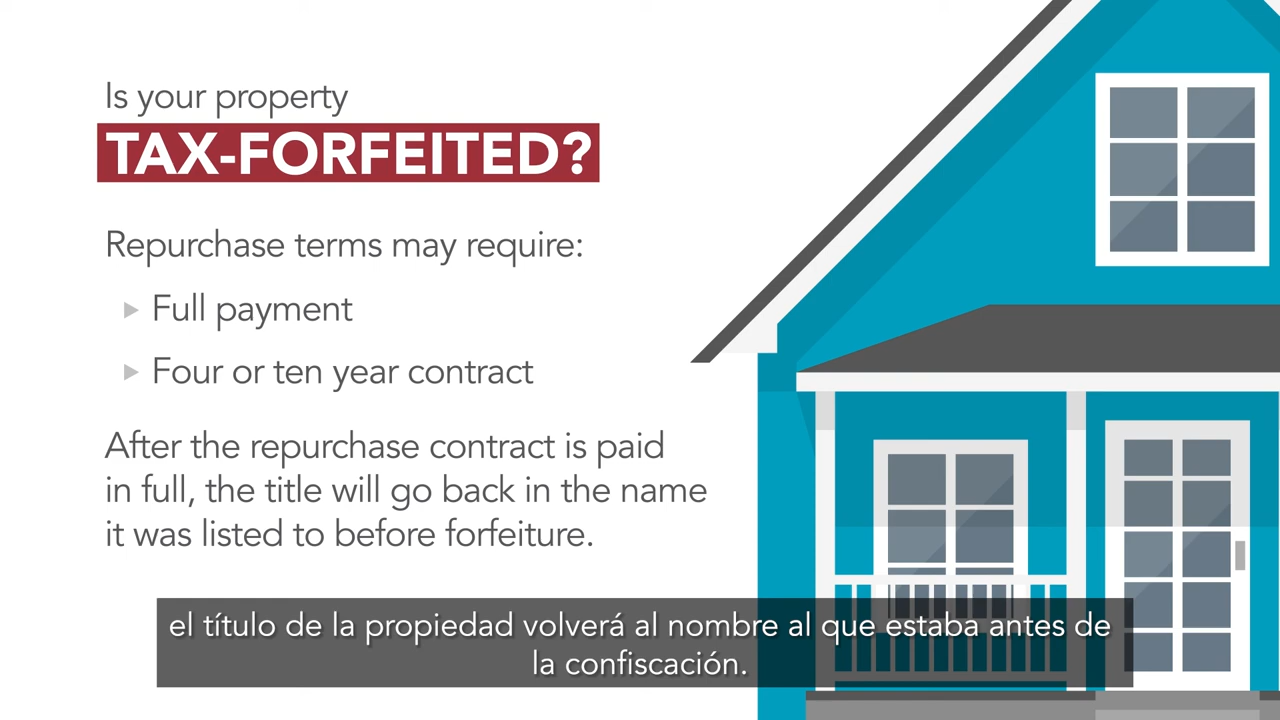 Is your property
TAX-FORFEITED?
Repurchase terms may require:
Full payment
Four or ten year contract
After the repurchase contract is paid
in full, the title will go back in the name
it was listed to before forfeiture.
el título de la propiedad volverá al nombre al que estaba antes de
la confiscación.